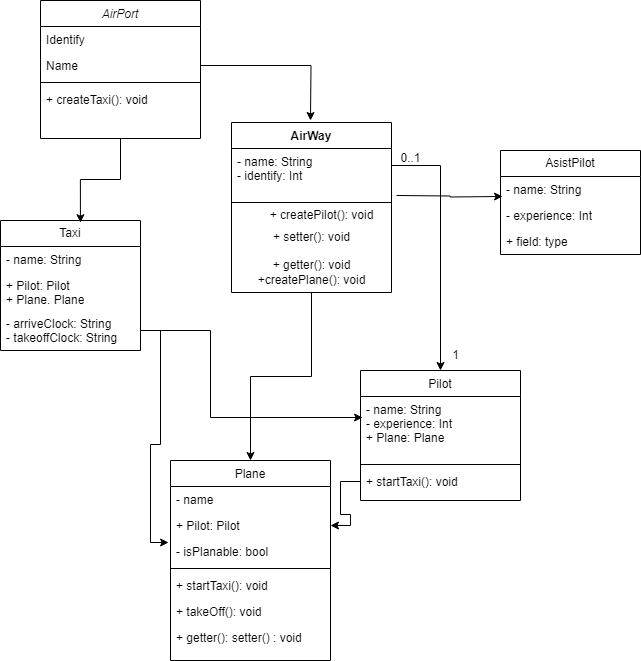 AirPort
Identify
Name
+ createTaxi(): void
AirWay
- name: String
- identify: Int
+ createPilot(): void
+ setter(): void
+ getter(): void
+createPlane(): void
0..1
1
AsistPilot
- name: String
- experience: Int
+ field: type
Taxi
- name: String
+ Pilot: Pilot
+ Plane. Plane
- arriveClock: String
- takeoffClock: String
Pilot
- name: String
- experience: Int
+ Plane: Plane
+ startTaxi(): void
Plane
- name
+ Pilot: Pilot
- isPlanable: bool
+ startTaxi(): void
+ takeOff(): void
+ getter(): setter() : void